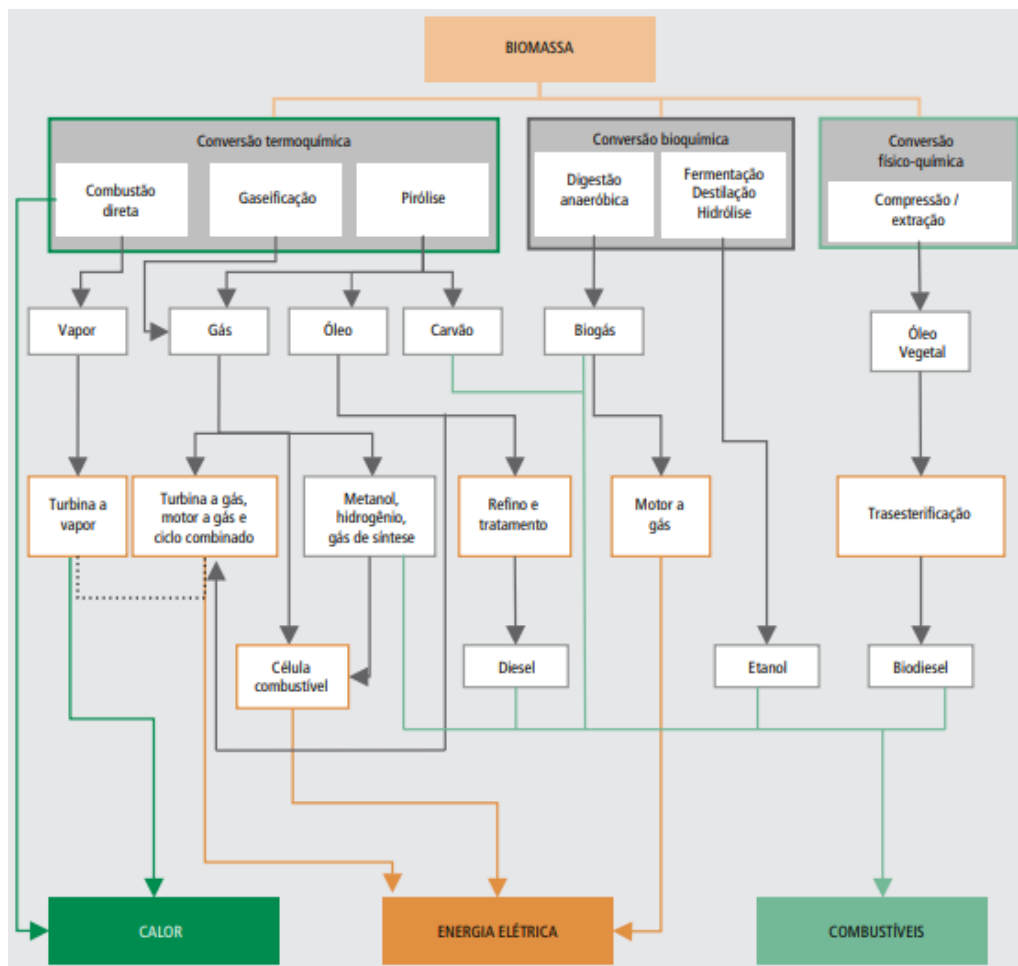 BIOMASSA
Conversão termoquímica
Combustão
direta
Gaseificação
Pirólise
Conversão bioquímica
Digestão
anaeróbica
Fermentação
Destilação
Hidrólise
Conversão
físico-química
Compressão /
extração
Vapor
Gás
Óleo
Carvão
Biogás
Óleo
Vegetal
Turbina a
vapor
Turbina a gás,
motor a gás e
ciclo combinado
Metanol,
hidrogênio,
gás de síntese
Refino e
tratamento
Motor a
gás
Trasesterificação
Célula
combustível
Diesel
Etanol
Biodiesel
CALOR
ENERGIA ELÉTRICA
COMBUSTÍVEIS